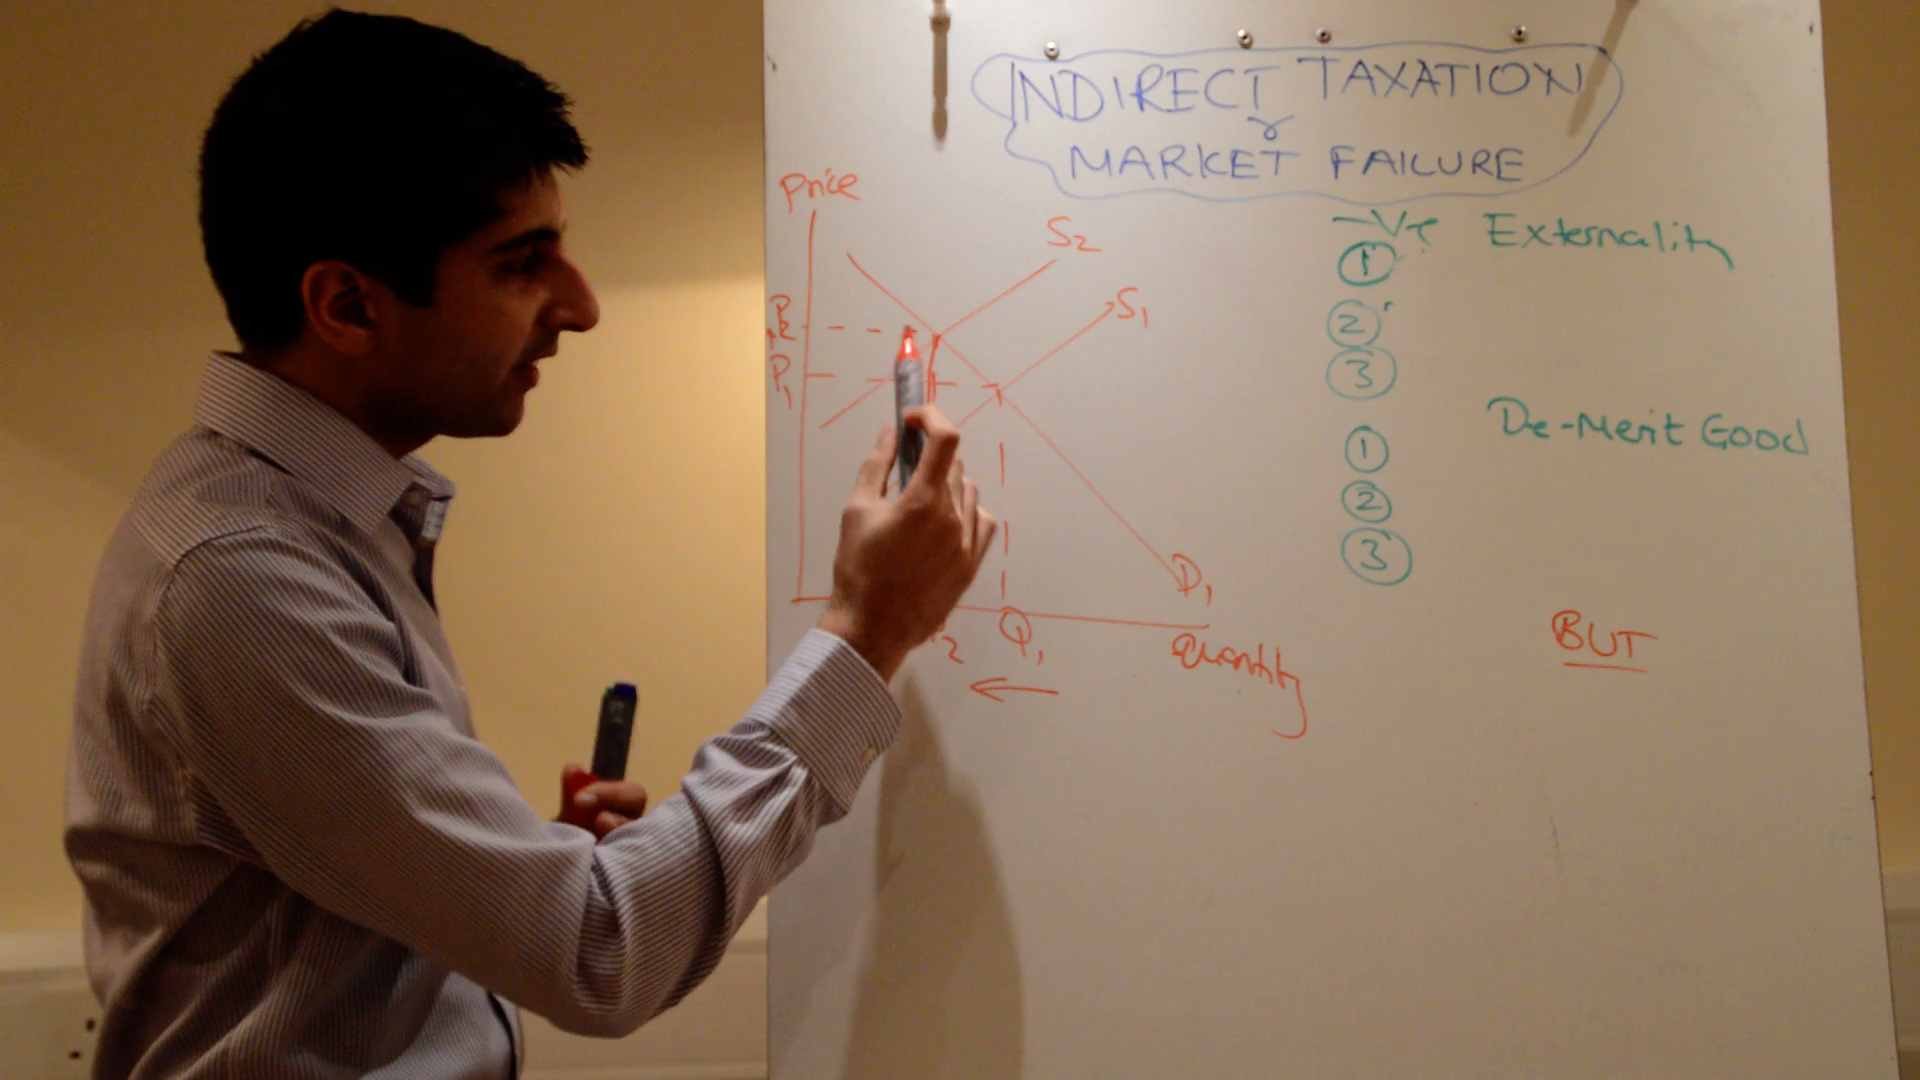 INDIRECT TAXATION
&
MARKET FAILURE
Price
S2
S1
P2
P1
D1
2
Q1
Quantity
-Ve Externality
1
2
3
De-Merit Good
1
2
3
BUT